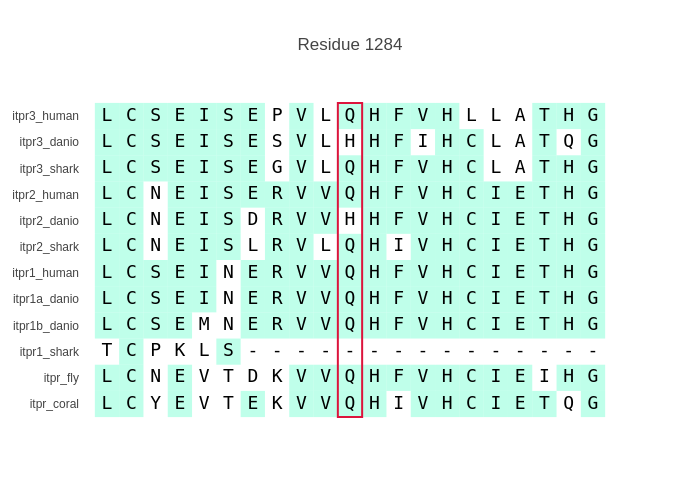 Residue 1284
itpr3_human L C S E I S E P V L Q H F V H L L A T H G
itpr3_danio L C S E I S E S V L H H F I H C L A T Q G
itpr3_shark L C S E I S E G V L Q H F V H C L A T H G
itpr2_human L C N E I S E R V V Q H F V H C I E T H G
itpr2_danio L C N E I S D R V V H H F V H C I E T H G
itpr2_shark L C N E I S L R V L Q H I V H C I E T H G
itpr1_human L C S E I N E R V V Q H F V H C I E T H G
itpr1a_danio L C S E I N E R V V Q H F V H C I E T H G
itpr1b_danio L C S E M N E R V V Q H F V H C I E T H G
itpr1_shark T C P K L S - - - - - - - - - - - - - -
itpr_fly L C N E V T D K V V Q H F V H C I E I H G
itpr_coral L C Y E V T E K V V Q H I V H C I E T Q G